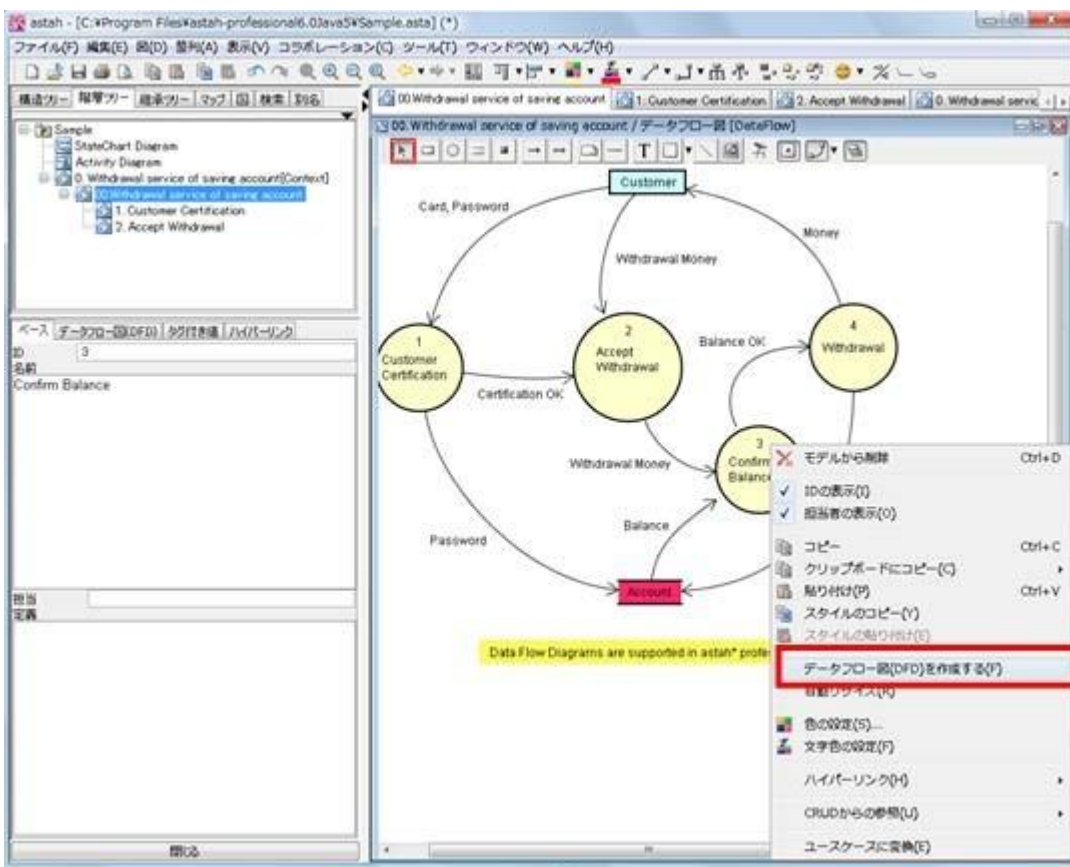 astah - [C:¥Program Files¥astah-professional6.0Java5¥Sample.asta] (*)
ファイル(F) 編集(E) 図(D) 整列(A) 表示(V) コラボレーション(C) ツール(T) ウィンドウ(W) ヘルプ(H)
構造ツリー 階層ツリー 継承ツリー マップ 図 検索 別名
00.Withdrawal service of saving account 1. Customer Certification 2. Accept Withdrawal 0. Withdrawal servic
Sample
StateChart Diagram
Activity Diagram
0. Withdrawal service of saving account[Context]
00.Withdrawal service of saving account
1. Customer Certification
2. Accept Withdrawal
00. Withdrawal service of saving account / データフロー図 [DataFlow]
T
Customer
Card, Password
Money
Withdrawal Money
1
Customer
Certification
2
Accept
Withdrawal
Balance OK
4
Withdrawal
Certification OK
Withdrawal Money
3
Confirm
Balance
Balance
Password
Account
Data Flow Diagrams are supported in astah* profe
ベース データフロー図(DFD) タグ付き値 ハイパーリンク
ID 3
名前
Confirm Balance
担当
定義
閉じる
モデルから削除 Ctrl+D
IDの表示(I)
担当者の表示(O)
コピー Ctrl+C
クリップボードにコピー(C)
貼り付け(P) Ctrl+V
スタイルのコピー(Y)
スタイルの貼り付け(E)
データフロー図(DFD)を作成する(F)
自動リサイズ(R)
色の設定(S)...
文字色の設定(F)
ハイパーリンク(H)
CRUDからの参照(U)
ユースケースに変換(E)